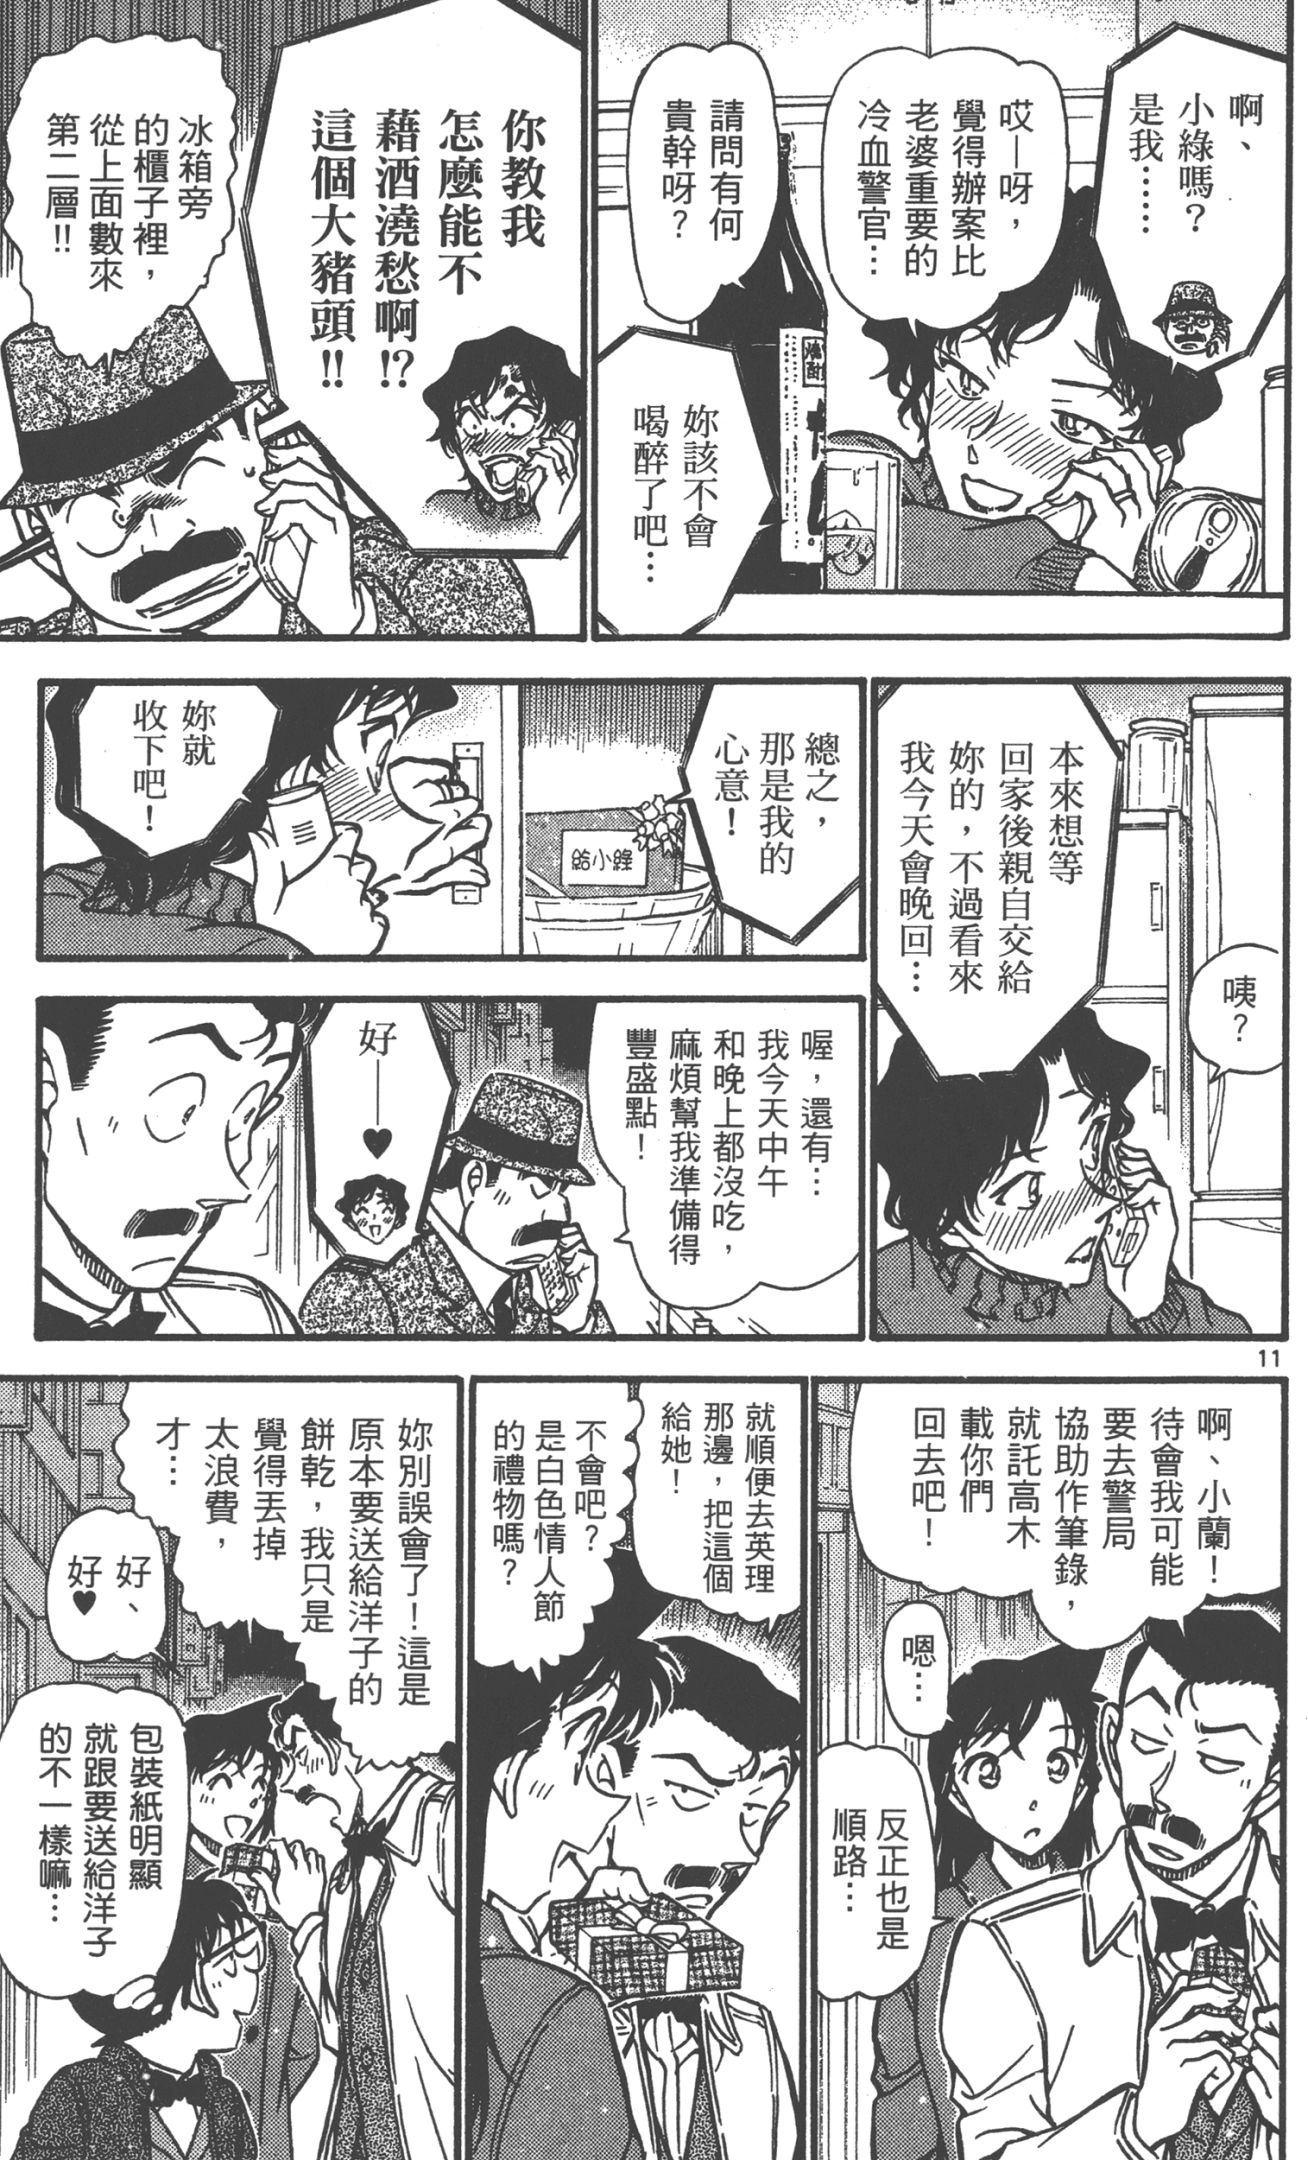 啊、
小綠嗎？
是我……
哎—呀，
覺得辦案比
老婆重要的
冷血警官…
請問有何
貴幹呀？
妳該不會
喝醉了吧…
你教我
怎麼能不
藉酒澆愁啊!?
這個大豬頭!!
冰箱旁
的櫃子裡，
從上面數來
第二層!!
咦？
本來想等
回家後親自交給
妳的，不過看來
我今天會晚回…
總之，
那是我的
心意！
給小綠
妳就
收下吧！
喔，還有…
我今天中午
和晚上都沒吃，
麻煩幫我準備得
豐盛點！
好——♥
11
啊、小蘭！
待會我可能
要去警局
協助作筆錄，
就託高木
載你們
回去吧！
嗯…
反正也是
順路…
就順便去英理
那邊，把這個
給她！
不會吧？
是白色情人節
的禮物嗎？
妳別誤會了！這是
原本要送給洋子的
餅乾，我只是
覺得丟掉
太浪費，
才…
好、
好♥
包裝紙明顯
就跟要送給洋子
的不一樣嘛…